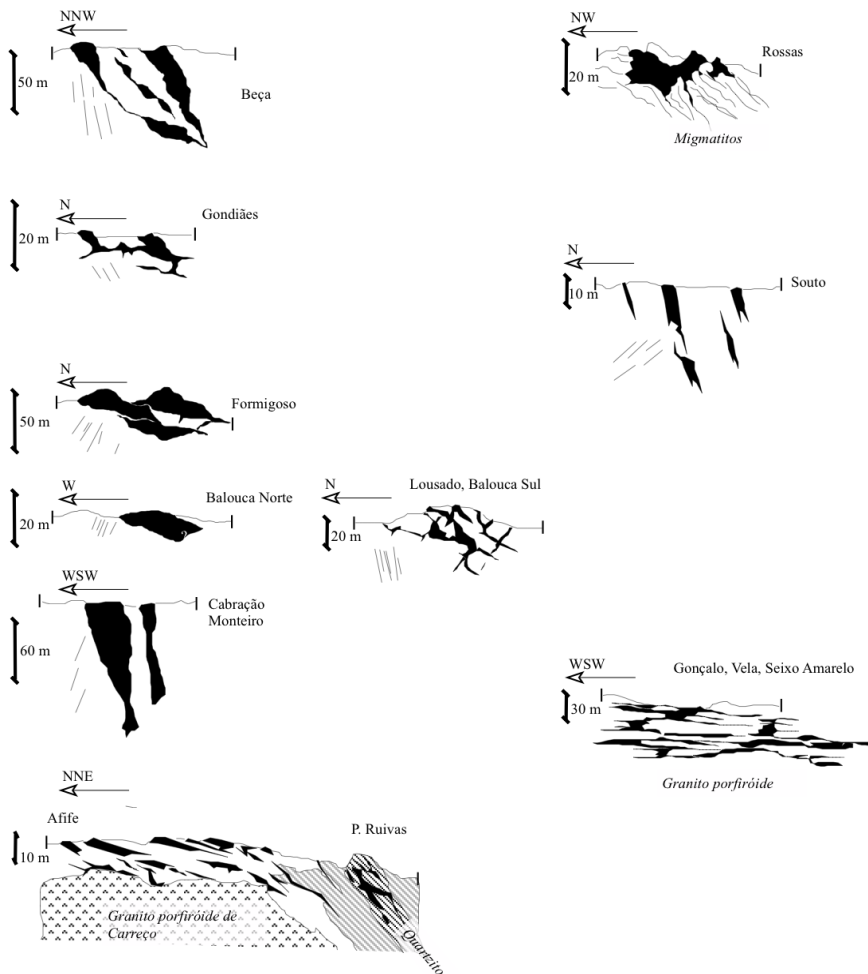 NNW
50 m
Beça
NW
20 m
Rossas
Migmatitos
N
Gondiães
20 m
N
10 m
Souto
N
50 m
Formigoso
W
Balouca Norte
20 m
?
N
Lousado, Balouca Sul
20 m
WSW
Cabração
Monteiro
60 m
WSW
Gonçalo, Vela, Seixo Amarelo
30 m
?
Granito porfiróide
NNE
Afife
P. Ruivas
10 m
Granito porfiróide de
Carreço
Quartzito